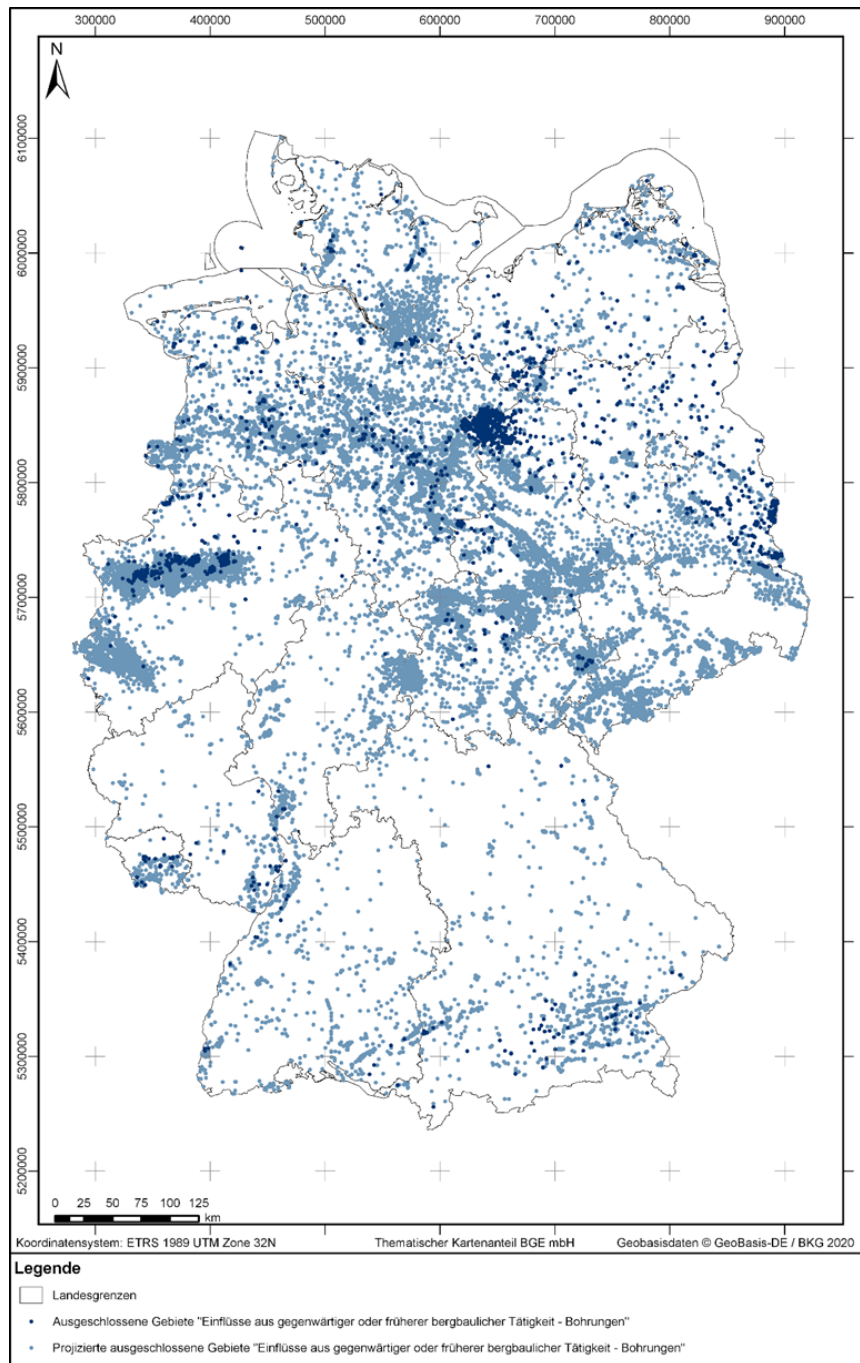 300000 400000 500000 600000 700000 800000 900000
N
6100000
6000000
5900000
5800000
5700000
5600000
5500000
5400000
5300000
5200000
0 25 50 75 100 125
km
Koordinatensystem: ETRS 1989 UTM Zone 32N Thematischer Kartenanteil BGE mbH Geobasisdaten © GeoBasis-DE / BKG 2020
Legende
Landesgrenzen
Ausgeschlossene Gebiete "Einflüsse aus gegenwärtiger oder früherer bergbaulicher Tätigkeit - Bohrungen"
Projizierte ausgeschlossene Gebiete "Einflüsse aus gegenwärtiger oder früherer bergbaulicher Tätigkeit - Bohrungen"